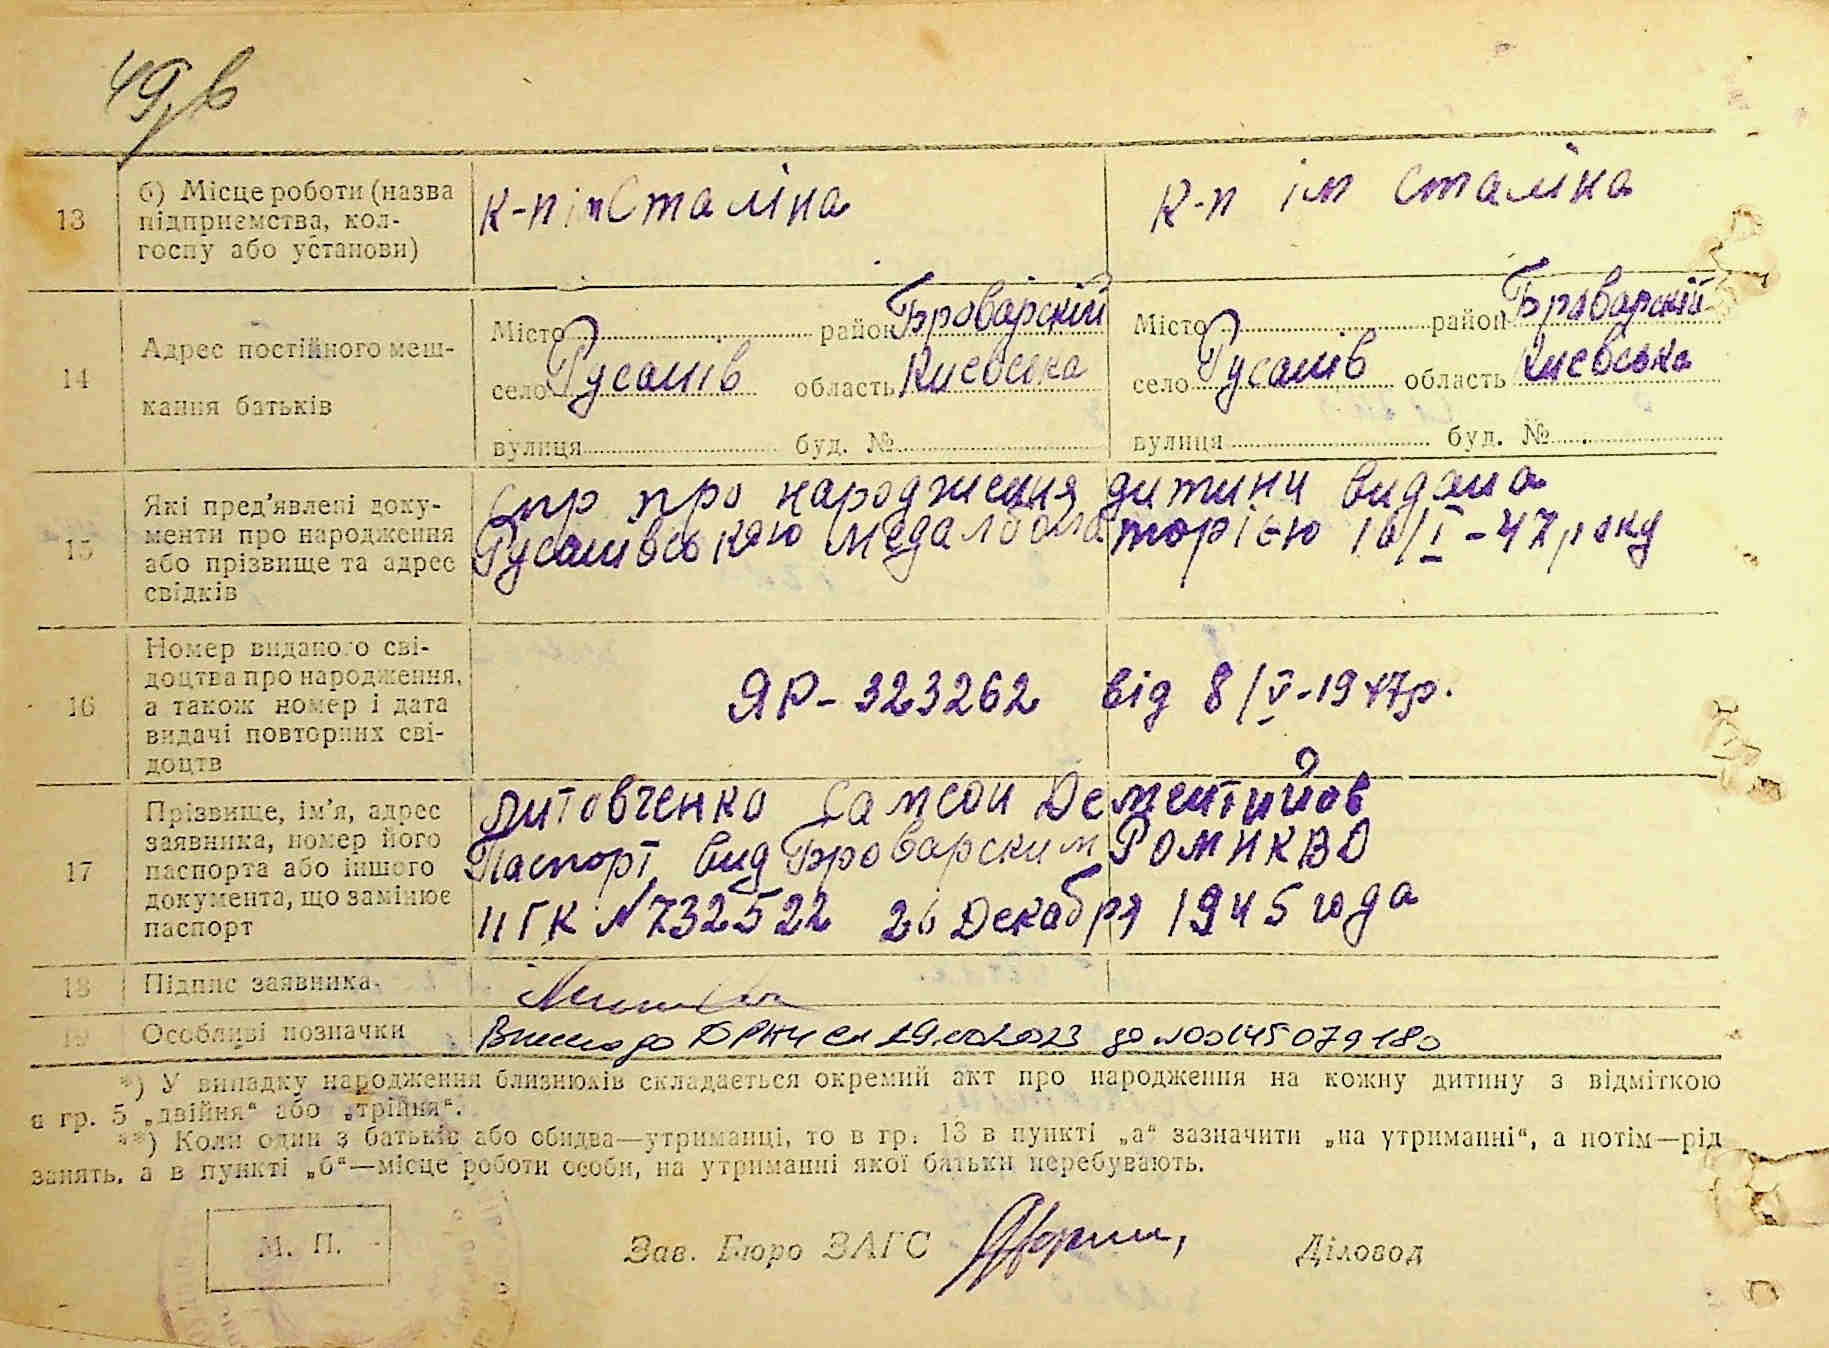 49 в
13
б) Місце роботи (назва
підприємства, кол-
госпу або установи)
к-п ім Сталіна
к-п ім Сталіна
14
Адрес постійного меш-
кання батьків
Місто район Броварскій
село Русанів область Киевська
вулиця буд. №
Місто район Броварскій
село Русанів область Киевська
вулиця буд. №
15
Які пред'явлені доку-
менти про народження
або прізвище та адрес
свідків
Спр про народження дитини видана
Русанівською медалболаторією 16/I-47 року
16
Номер виданого сві-
доцтва про народження,
а також номер і дата
видачі повторних сві-
доцтв
ЯР-323262 від 8/V-1947р.
17
Прізвище, ім'я, адрес
заявника, номер його
паспорта або іншого
документа, що замінює
паспорт
Литовченко Самсон Дементийов
Паспорт вид Броварским РОМНКВД
II ГК №732522 26 Декабря 1945 года
18
Підпис заявника
19
Особливі позначки
до №00145079180
*) У випадку народження близнюків складається окремий акт про народження на кожну дитину з відміткою
в гр. 5 „двійня“ або „трійня“.
**) Коли один з батьків або обидва—утриманці, то в гр. 13 в пункті „а“ зазначити „на утриманні“, а потім—рід
занять, а в пункті „б“—місце роботи особи, на утриманні якої батьки перебувають.
М. П.
Зав. Бюро ЗАГС
Діловод